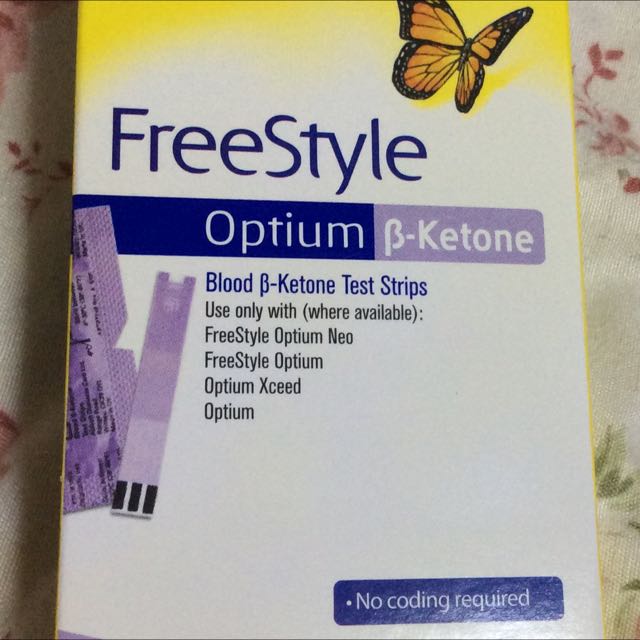 FreeStyle
Optium β-Ketone
Blood β-Ketone Test Strips
Use only with (where available):
FreeStyle Optium Neo
FreeStyle Optium
Optium Xceed
Optium
• No coding required